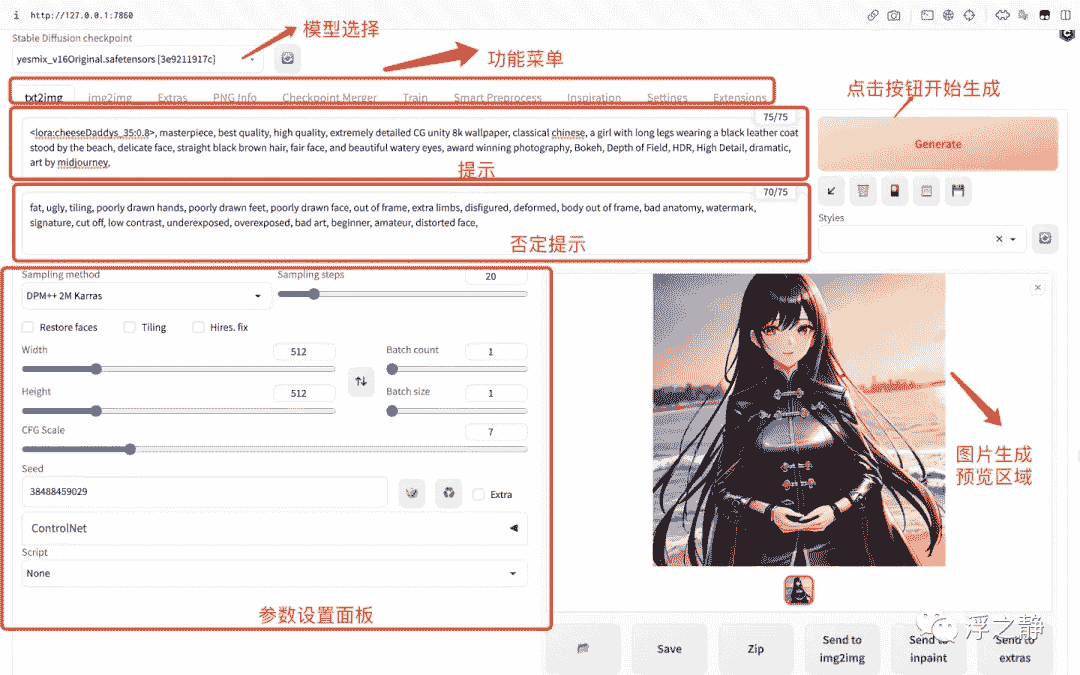 http://127.0.0.1:7860
Stable Diffusion checkpoint
模型选择
yesmix_v16Original.safetensors [3e9211917c]
功能菜单
txt2img img2img Extras PNG Info Checkpoint Merger Train Smart Preprocess Inspiration Settings Extensions
点击按钮开始生成
75/75
<lora:cheeseDaddys_35:0.8>, masterpiece, best quality, high quality, extremely detailed CG unity 8k wallpaper, classical chinese, a girl with long legs wearing a black leather coat
stood by the beach, delicate face, straight black brown hair, fair face, and beautiful watery eyes, award winning photography, Bokeh, Depth of Field, HDR, High Detail, dramatic,
art by midjourney,
提示
Generate
70/75
fat, ugly, tiling, poorly drawn hands, poorly drawn feet, poorly drawn face, out of frame, extra limbs, disfigured, deformed, body out of frame, bad anatomy, watermark,
signature, cut off, low contrast, underexposed, overexposed, bad art, beginner, amateur, distorted face,
否定提示
Styles
Sampling method
Sampling steps
20
DPM++ 2M Karras
Restore faces
Tiling
Hires. fix
Width
512
Batch count
1
Height
512
Batch size
1
CFG Scale
7
Seed
38488459029
Extra
ControlNet
Script
None
参数设置面板
图片生成
预览区域
浮之静
Save
Zip
Send to
img2img
Send to
inpaint
Send to
extras